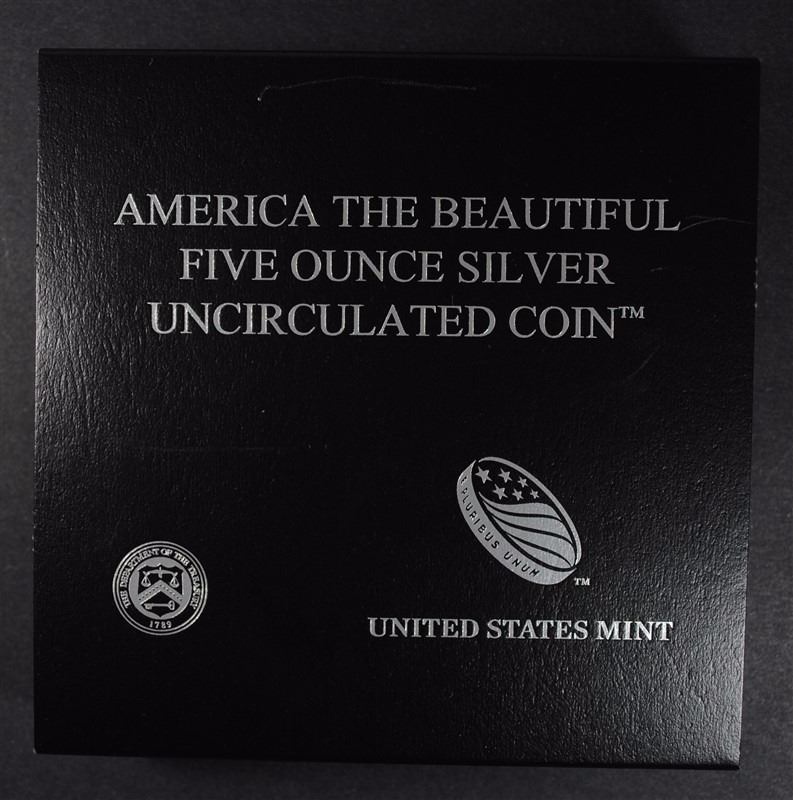 AMERICA THE BEAUTIFUL
FIVE OUNCE SILVER
UNCIRCULATED COIN™
E PLURIBUS UNUM
™
THE DEPARTMENT OF THE TREASURY
1789
UNITED STATES MINT